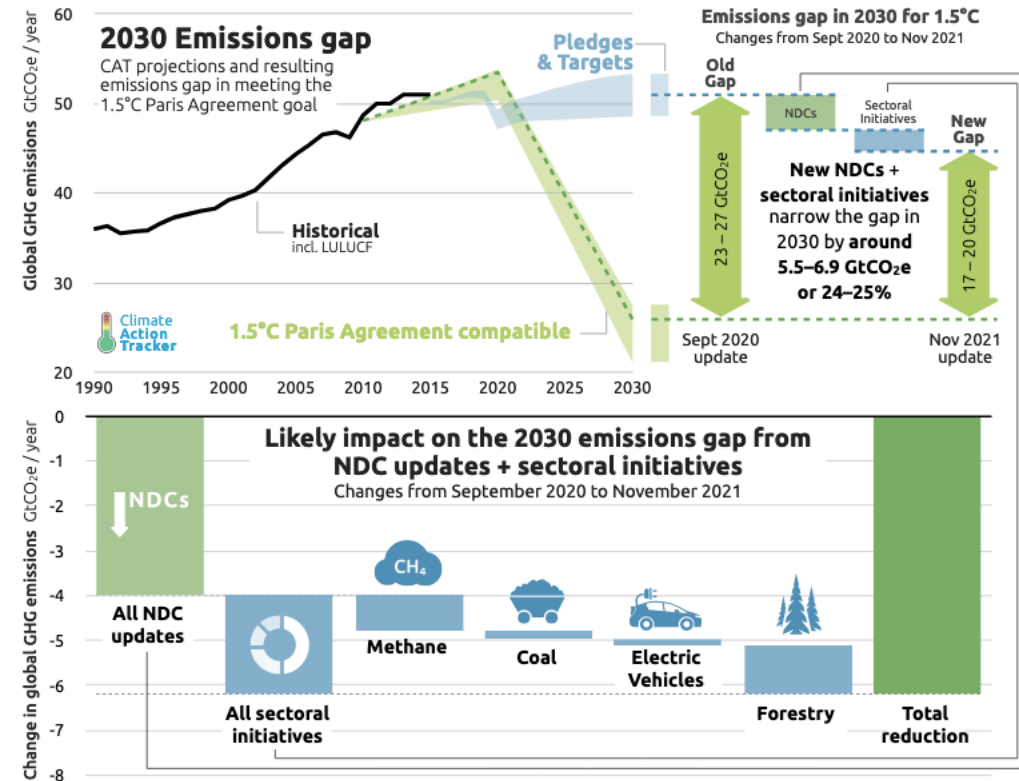 Global GHG emissions GtCO₂e / year
60
50
40
30
20
2030 Emissions gap
CAT projections and resulting
emissions gap in meeting the
1.5°C Paris Agreement goal
Pledges
& Targets
Historical
incl. LULUCF
Climate
Action
Tracker
1.5°C Paris Agreement compatible
1990 1995 2000 2005 2010 2015 2020 2025 2030
Emissions gap in 2030 for 1.5°C
Changes from Sept 2020 to Nov 2021
Old
Gap
NDCs
Sectoral
Initiatives
New
Gap
23 – 27 GtCO₂e
New NDCs +
sectoral initiatives
narrow the gap in
2030 by around
5.5–6.9 GtCO₂e
or 24–25%
17 – 20 GtCO₂e
Sept 2020
update
Nov 2021
update
Change in global GHG emissions GtCO₂e / year
0
-1
-2
-3
-4
-5
-6
-7
-8
Likely impact on the 2030 emissions gap from
NDC updates + sectoral initiatives
Changes from September 2020 to November 2021
NDCs
All NDC
updates
All sectoral
initiatives
CH₄
Methane
Coal
Electric
Vehicles
Forestry
Total
reduction